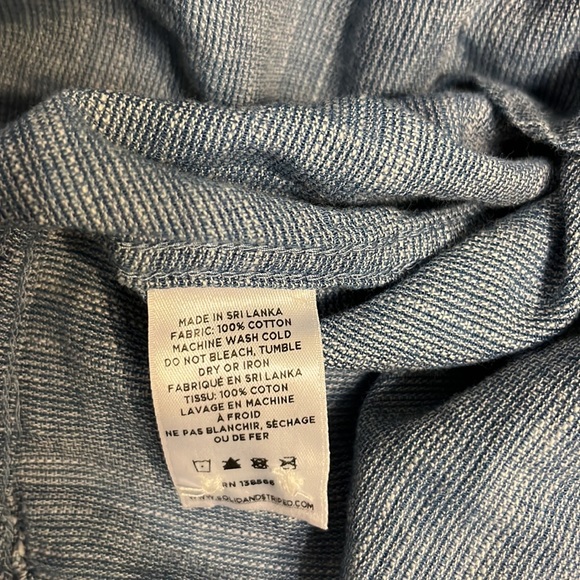 MADE IN SRI LANKA
FABRIC: 100% COTTON
MACHINE WASH COLD
DO NOT BLEACH, TUMBLE
DRY OR IRON
FABRIQUÉ EN SRI LANKA
TISSU: 100% COTON
LAVAGE EN MACHINE
À FROID
NE PAS BLANCHIR, SÉCHAGE
OU DE FER
RN 138566
WWW.SOLIDANDSTRIPED.COM